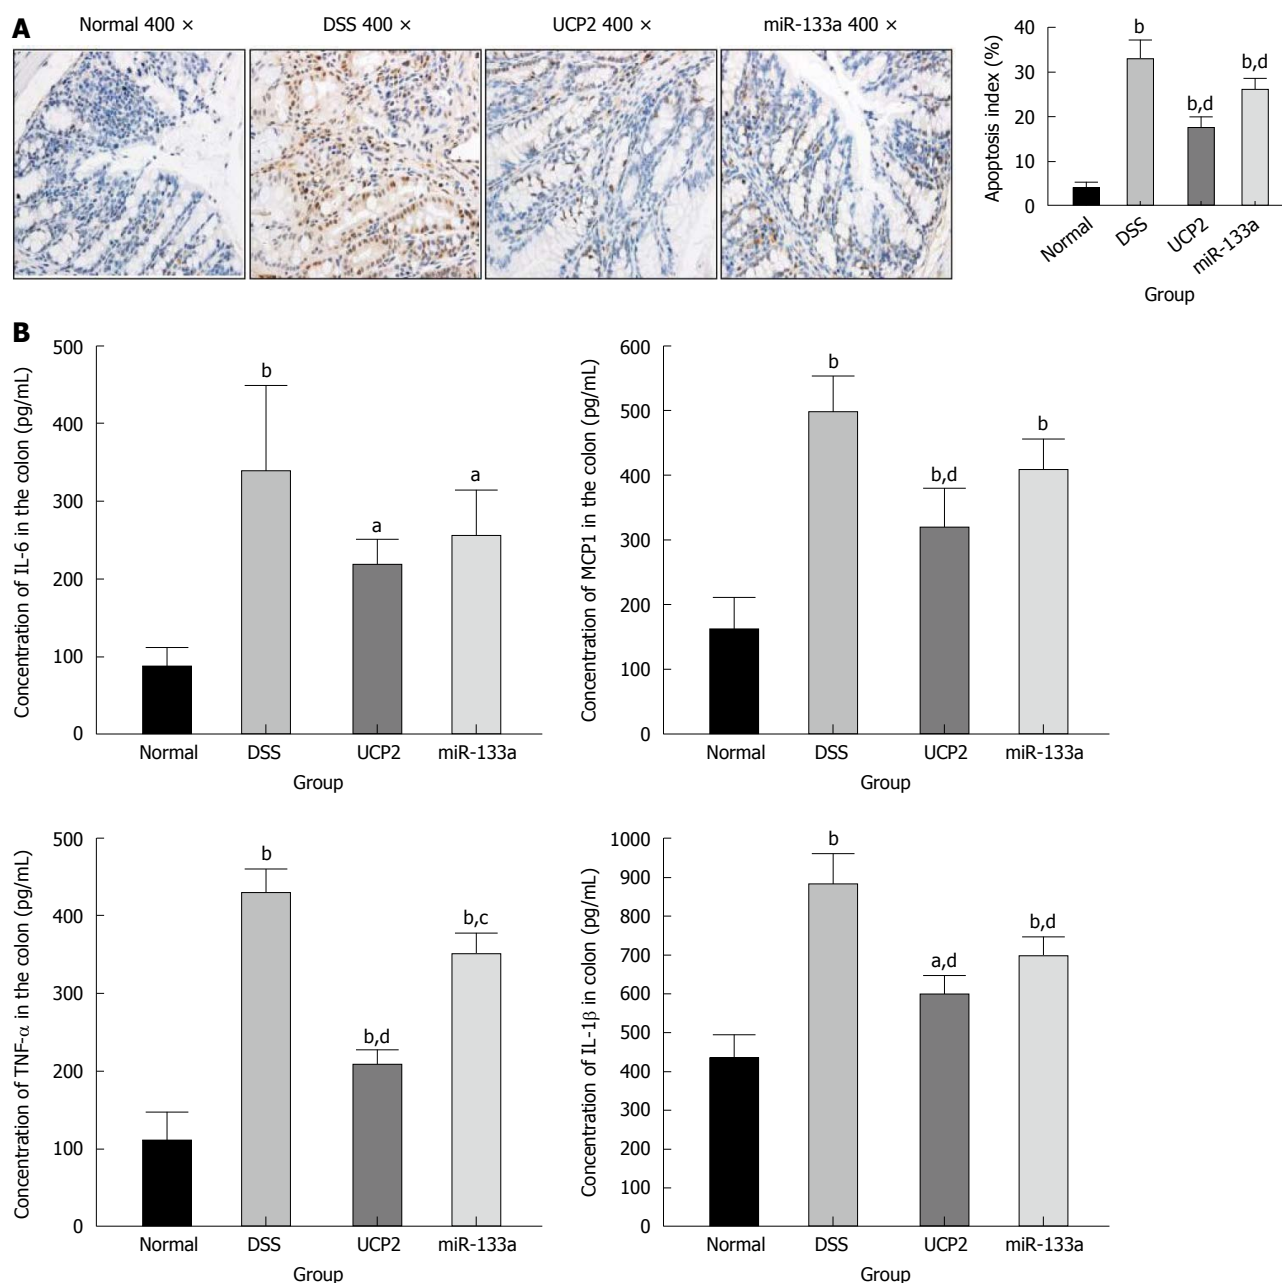 A
Normal 400 ×
DSS 400 ×
UCP2 400 ×
miR-133a 400 ×
Apoptosis index (%)
40
30
20
10
0
b
b,d
b,d
Normal
DSS
UCP2
miR-133a
Group
B
Concentration of IL-6 in the colon (pg/mL)
500
400
300
200
100
0
b
a
a
Normal
DSS
UCP2
miR-133a
Group
Concentration of MCP1 in the colon (pg/mL)
600
500
400
300
200
100
0
b
b,d
b
Normal
DSS
UCP2
miR-133a
Group
Concentration of TNF-α in the colon (pg/mL)
500
400
300
200
100
0
b
b,d
b,c
Normal
DSS
UCP2
miR-133a
Group
Concentration of IL-1β in colon (pg/mL)
1000
900
800
700
600
500
400
300
200
100
0
b
a,d
b,d
Normal
DSS
UCP2
miR-133a
Group